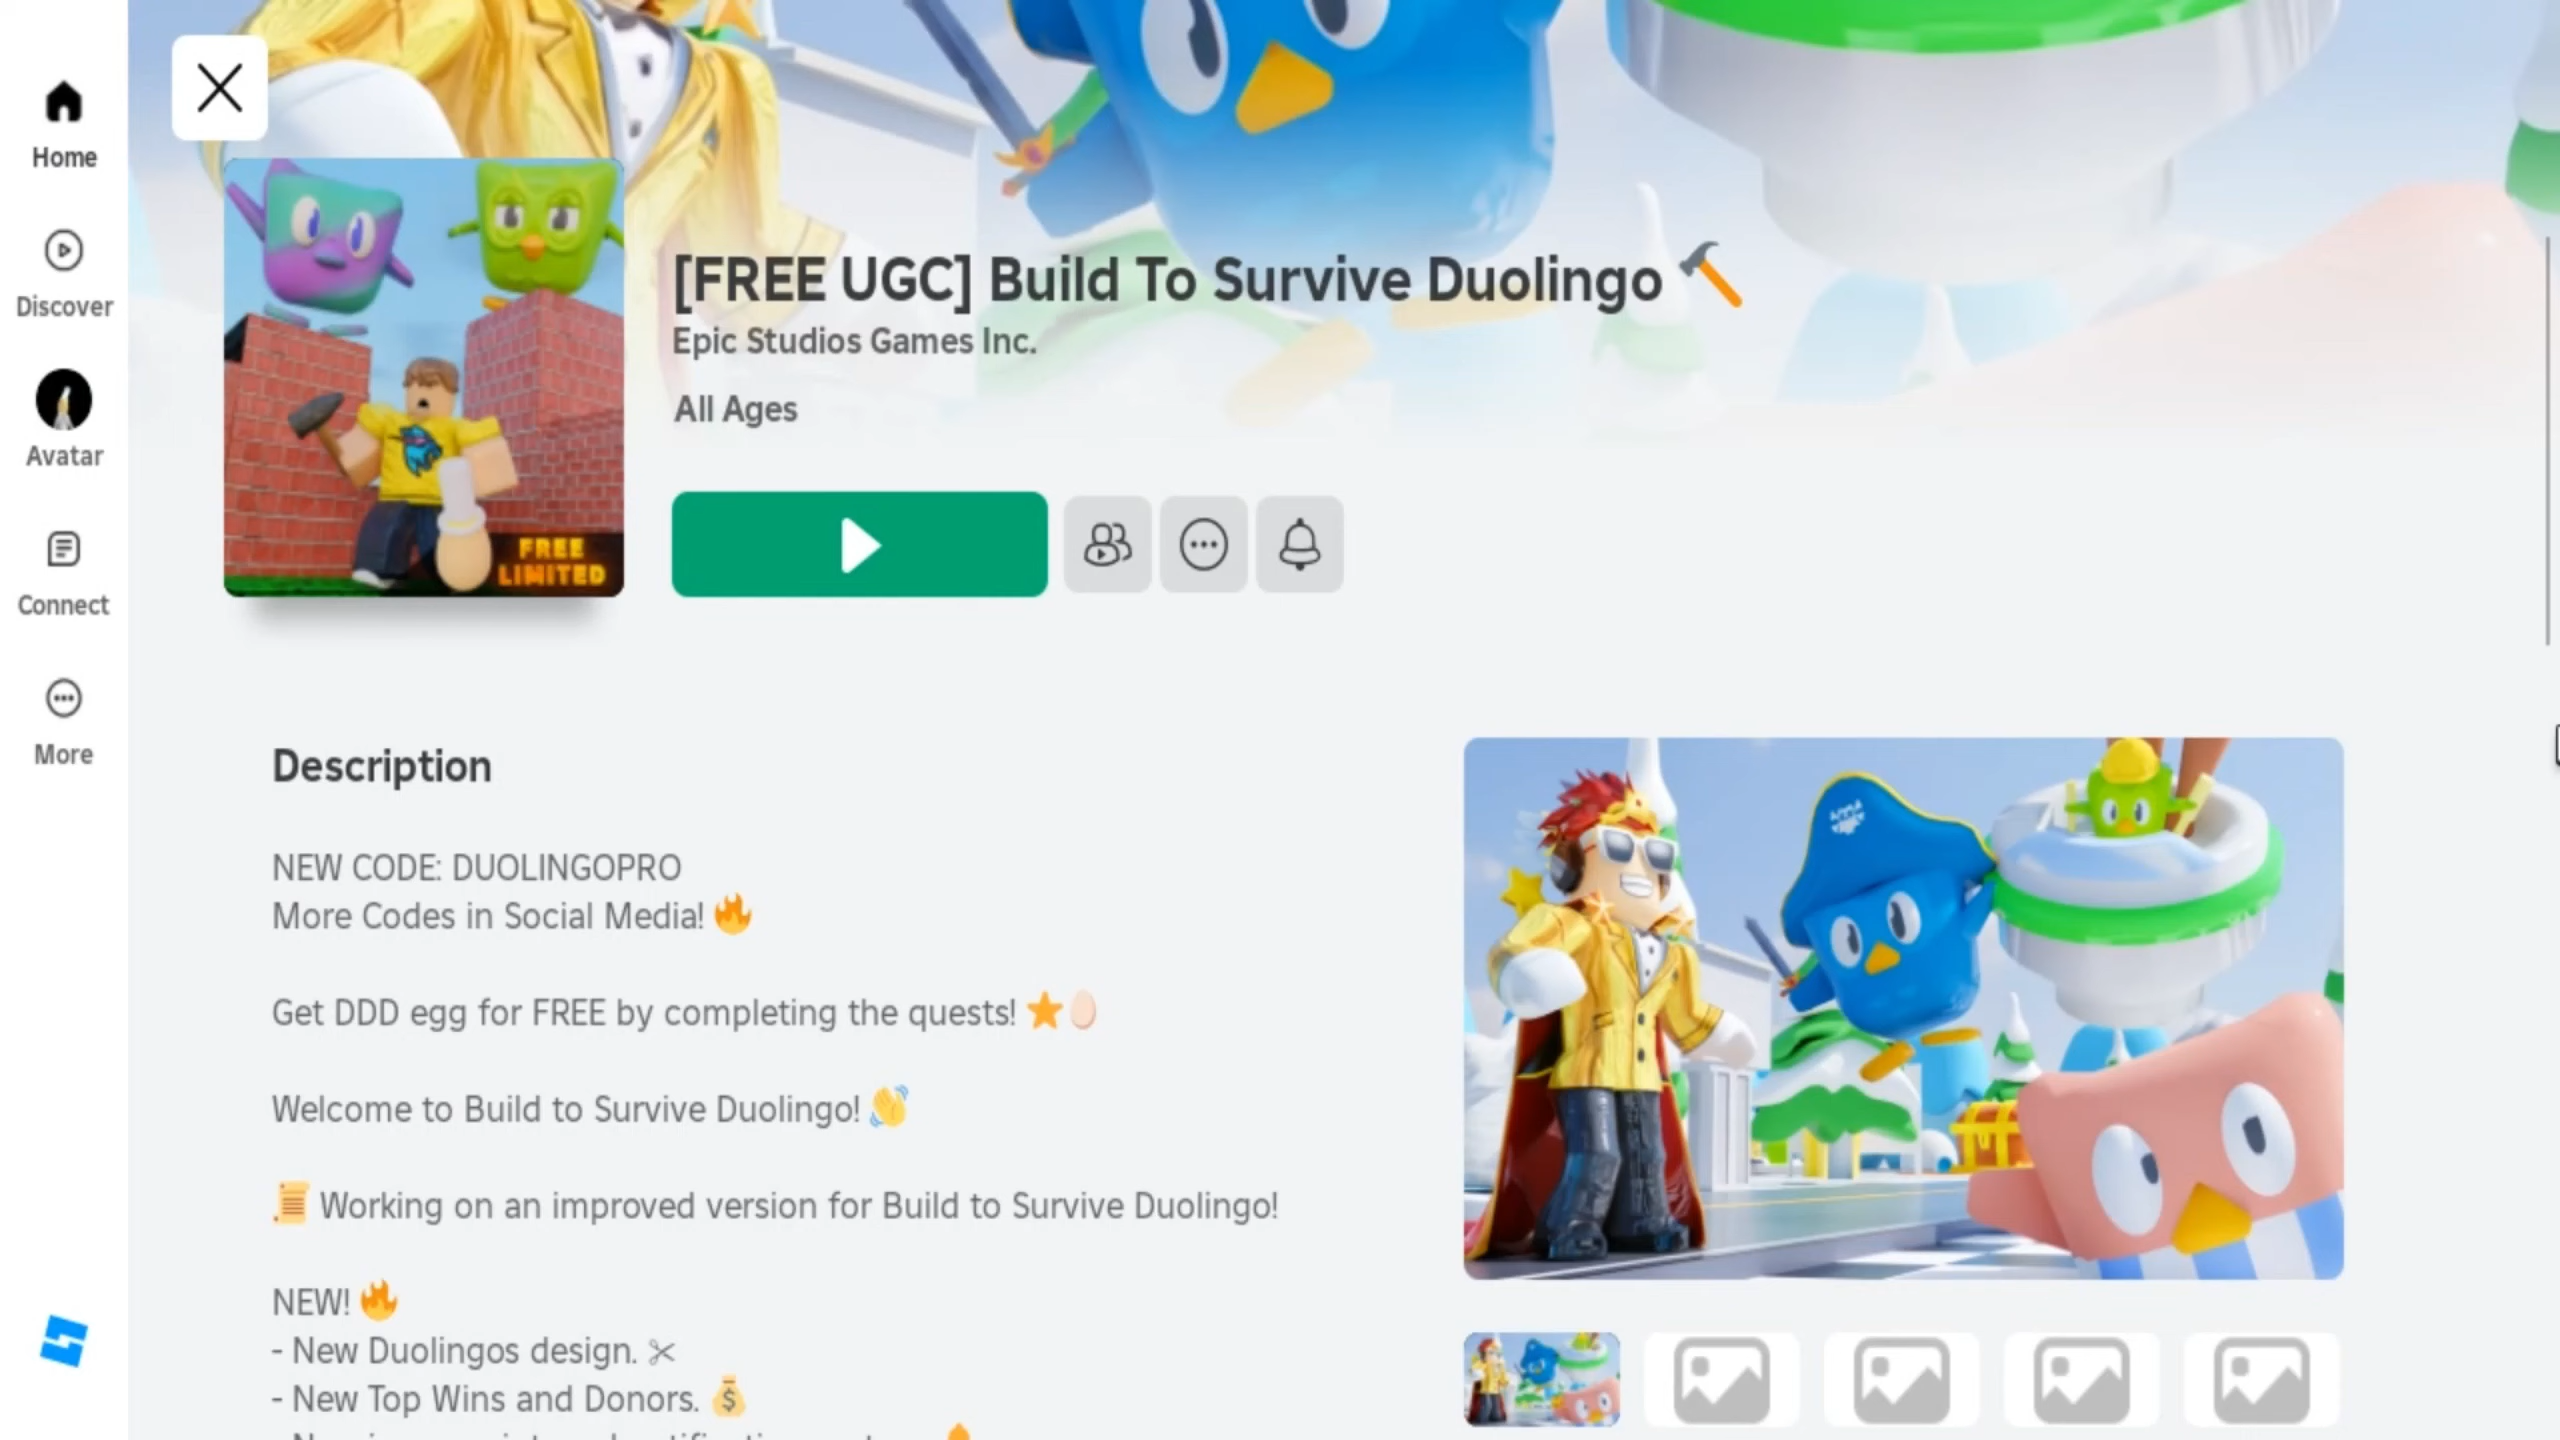 Home
Discover
Avatar
Connect
More
[FREE UGC] Build To Survive Duolingo 🔨
Epic Studios Games Inc.
All Ages
FREE
LIMITED
Description
NEW CODE: DUOLINGOPRO
More Codes in Social Media! 🔥
Get DDD egg for FREE by completing the quests! ⭐🥚
Welcome to Build to Survive Duolingo! 👋
📜 Working on an improved version for Build to Survive Duolingo!
NEW! 🔥
- New Duolingos design. ✂
- New Top Wins and Donors. 💰